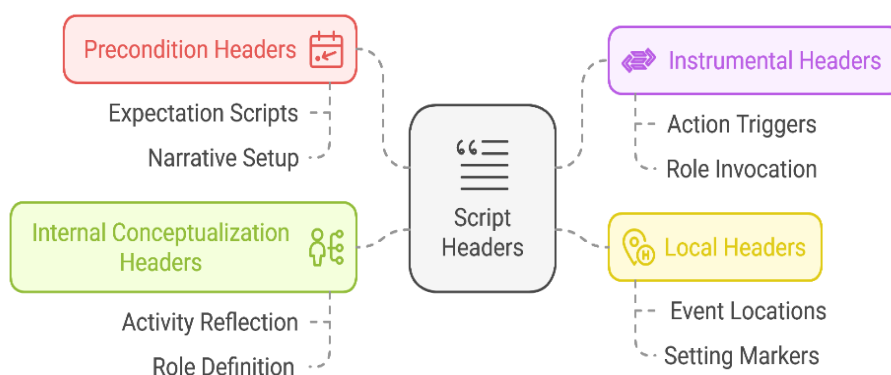 Precondition Headers
Expectation Scripts
Narrative Setup
Internal Conceptualization
Headers
Activity Reflection
Role Definition
Script
Headers
Instrumental Headers
Action Triggers
Role Invocation
Local Headers
Event Locations
Setting Markers